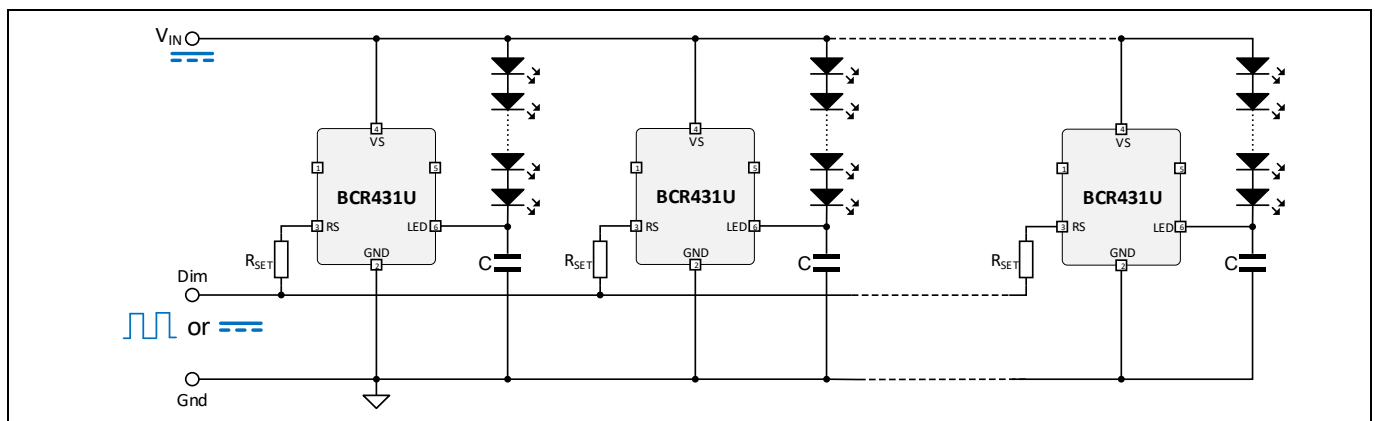 VIN
4 VS 4 VS 4 VS
1 5 1 5 1 5
BCR431U BCR431U BCR431U
3 RS LED 6 3 RS LED 6 3 RS LED 6
GND GND GND
RSET 2 C RSET 2 C RSET 2 C
Dim
or
Gnd